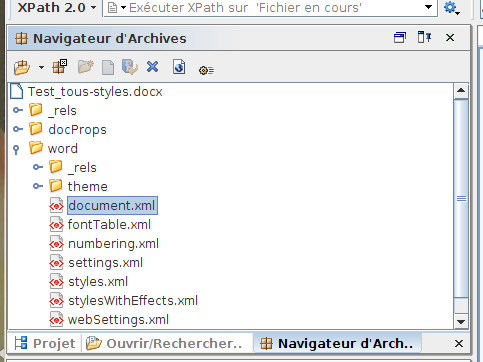 XPath 2.0 Exécuter XPath sur 'Fichier en cours'
Navigateur d'Archives
Test_tous-styles.docx
_rels
docProps
word
_rels
theme
document.xml
fontTable.xml
numbering.xml
settings.xml
styles.xml
stylesWithEffects.xml
webSettings.xml
Projet Ouvrir/Rechercher.. Navigateur d'Arch..